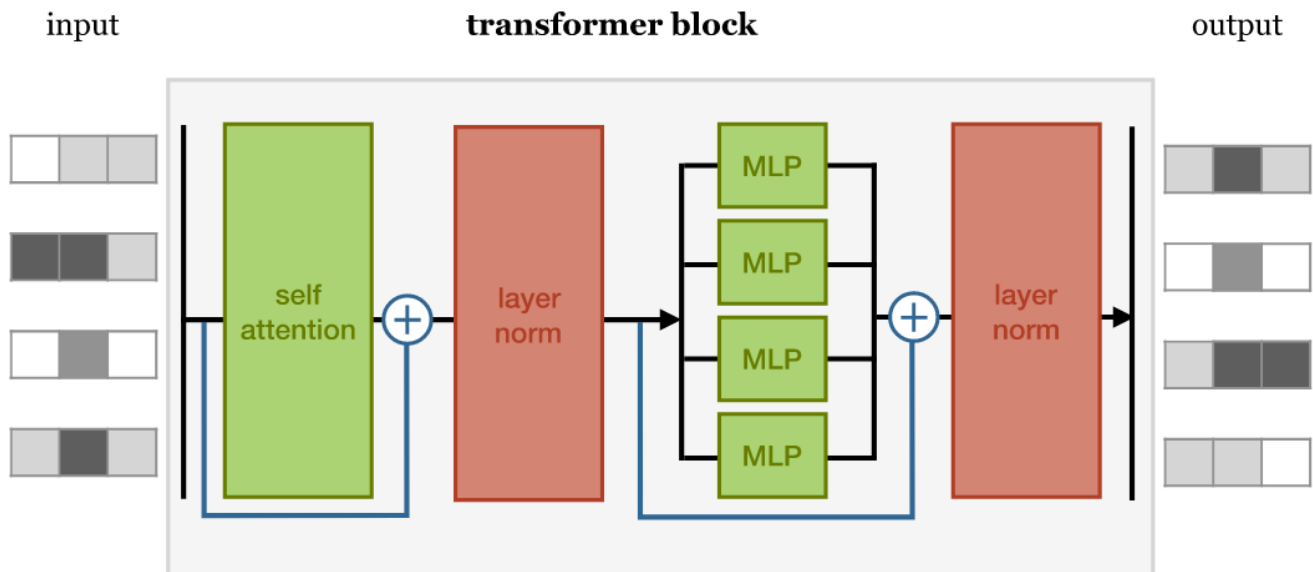 input
transformer block
output
self
attention
layer
norm
MLP
MLP
MLP
MLP
layer
norm